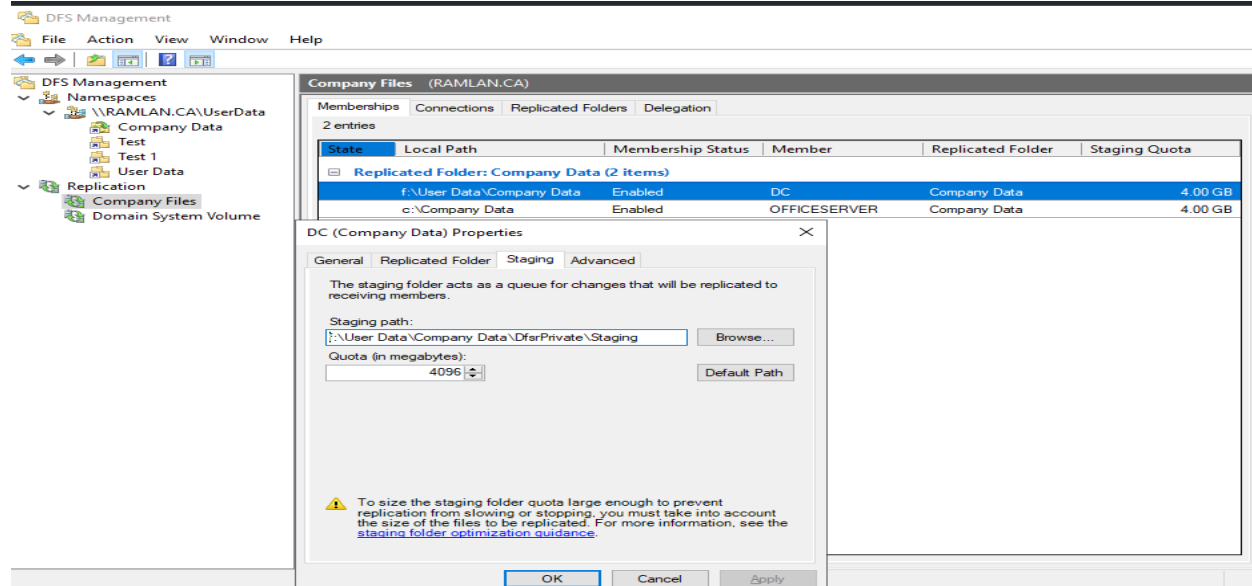 DFS Management
File Action View Window Help
DFS Management
Namespaces
\\RAMLAN.CA\UserData
Company Data
Test
Test 1
User Data
Replication
Company Files
Domain System Volume
Company Files (RAMLAN.CA)
Memberships Connections Replicated Folders Delegation
2 entries
State Local Path Membership Status Member Replicated Folder Staging Quota
Replicated Folder: Company Data (2 items)
f:\User Data\Company Data Enabled DC Company Data 4.00 GB
c:\Company Data Enabled OFFICESERVER Company Data 4.00 GB
DC (Company Data) Properties
General Replicated Folder Staging Advanced
The staging folder acts as a queue for changes that will be replicated to
receiving members.
Staging path:
:\User Data\Company Data\DfsrPrivate\Staging Browse...
Quota (in megabytes):
4096 Default Path
To size the staging folder quota large enough to prevent
replication from slowing or stopping, you must take into account
the size of the files to be replicated. For more information, see the
staging folder optimization guidance.
OK Cancel Apply